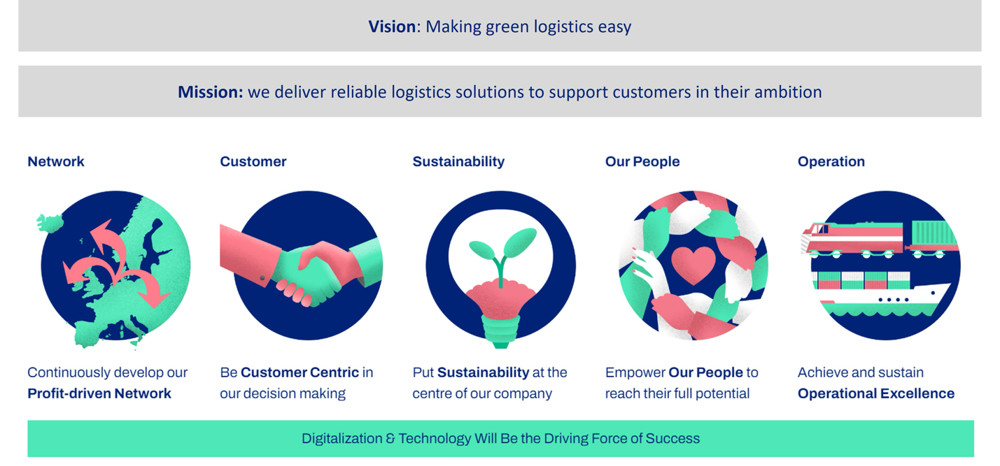 Vision: Making green logistics easy
Mission: we deliver reliable logistics solutions to support customers in their ambition
Network
Customer
Sustainability
Our People
Operation
Continuously develop our
Profit-driven Network
Be Customer Centric in
our decision making
Put Sustainability at the
centre of our company
Empower Our People to
reach their full potential
Achieve and sustain
Operational Excellence
Digitalization & Technology Will Be the Driving Force of Success